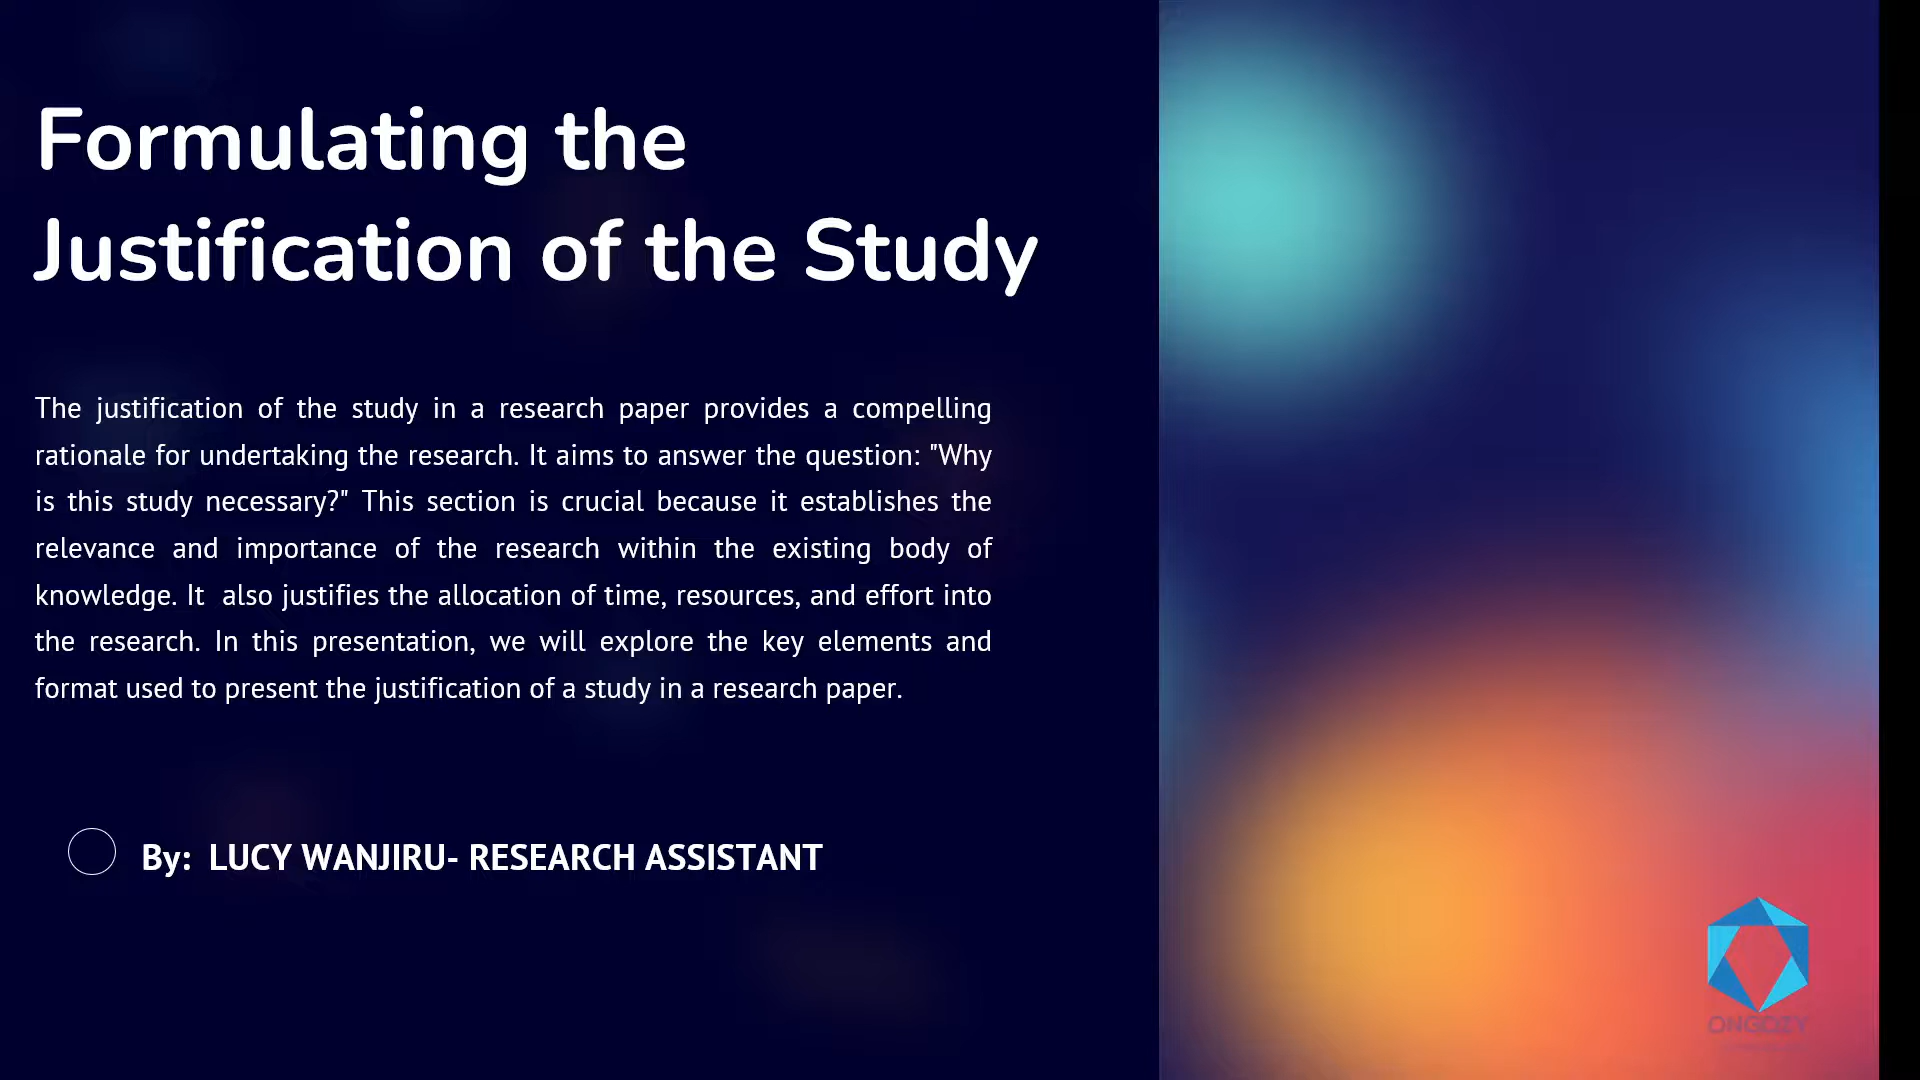 Formulating the
Justification of the Study
The justification of the study in a research paper provides a compelling
rationale for undertaking the research. It aims to answer the question: "Why
is this study necessary?" This section is crucial because it establishes the
relevance and importance of the research within the existing body of
knowledge. It also justifies the allocation of time, resources, and effort into
the research. In this presentation, we will explore the key elements and
format used to present the justification of a study in a research paper.
By: LUCY WANJIRU- RESEARCH ASSISTANT